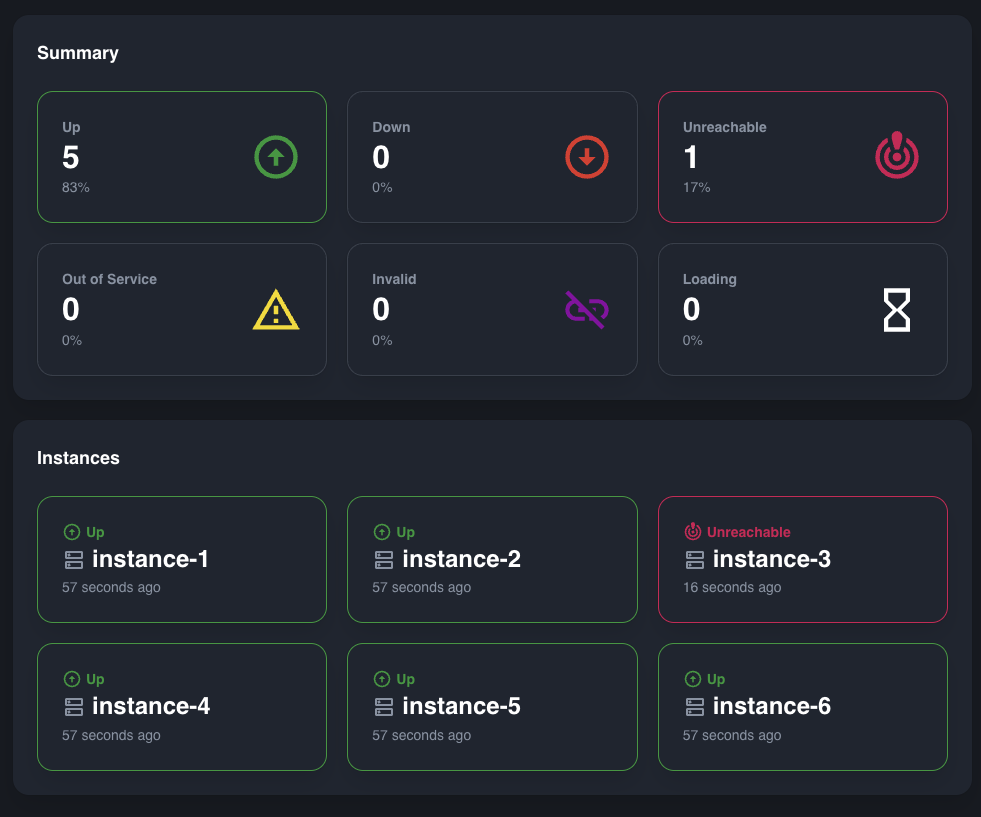 Summary
Up
5
83%
Down
0
0%
Unreachable
1
17%
Out of Service
0
0%
Invalid
0
0%
Loading
0
0%
Instances
Up
instance-1
57 seconds ago
Up
instance-2
57 seconds ago
Unreachable
instance-3
16 seconds ago
Up
instance-4
57 seconds ago
Up
instance-5
57 seconds ago
Up
instance-6
57 seconds ago